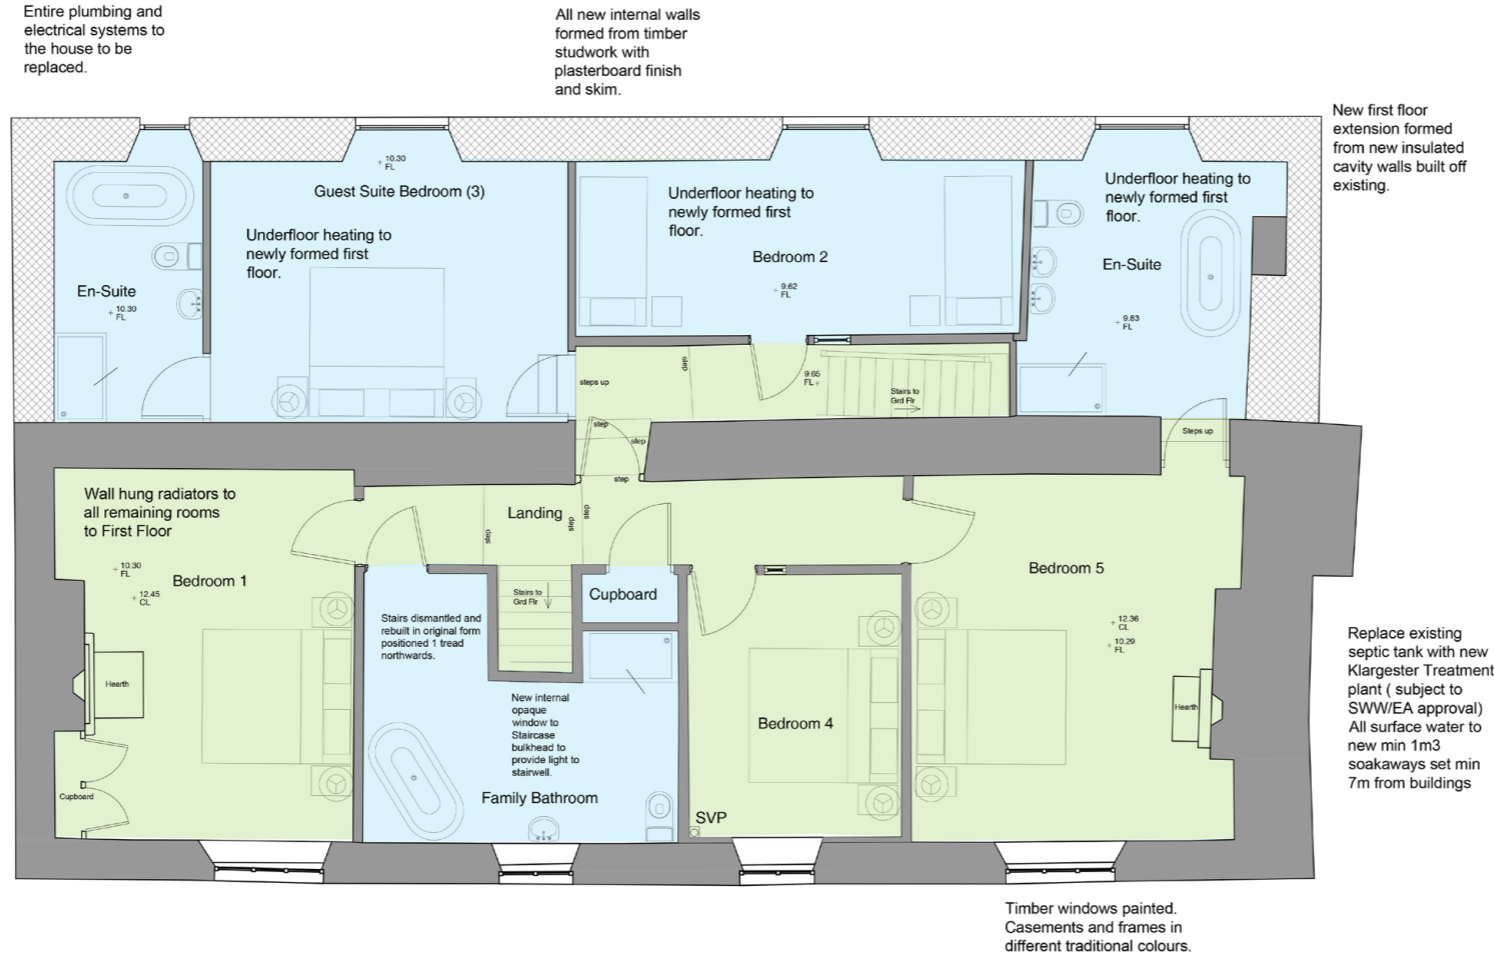 Entire plumbing and
electrical systems to
the house to be
replaced.
All new internal walls
formed from timber
studwork with
plasterboard finish
and skim.
New first floor
extension formed
from new insulated
cavity walls built off
existing.
10.30
FL
Guest Suite Bedroom (3)
Underfloor heating to
newly formed first
floor.
En-Suite
10.30
FL
Underfloor heating to
newly formed first
floor.
Bedroom 2
9.62
FL
Underfloor heating to
newly formed first
floor.
En-Suite
9.83
FL
steps up
step
9.65
FL
Stairs to
Grd Flr
step
step
step
Steps up
Wall hung radiators to
all remaining rooms
to First Floor
10.30
FL
12.45
CL
Bedroom 1
Hearth
Cupboard
Landing
step
step
step
Stairs to
Grd Flr
Cupboard
Stairs dismantled and
rebuilt in original form
positioned 1 tread
northwards.
New internal
opaque
window to
Staircase
bulkhead to
provide light to
stairwell.
Family Bathroom
Bedroom 4
SVP
Bedroom 5
12.36
CL
10.29
FL
Hearth
Replace existing
septic tank with new
Klargester Treatment
plant ( subject to
SWW/EA approval)
All surface water to
new min 1m3
soakaways set min
7m from buildings
Timber windows painted.
Casements and frames in
different traditional colours.